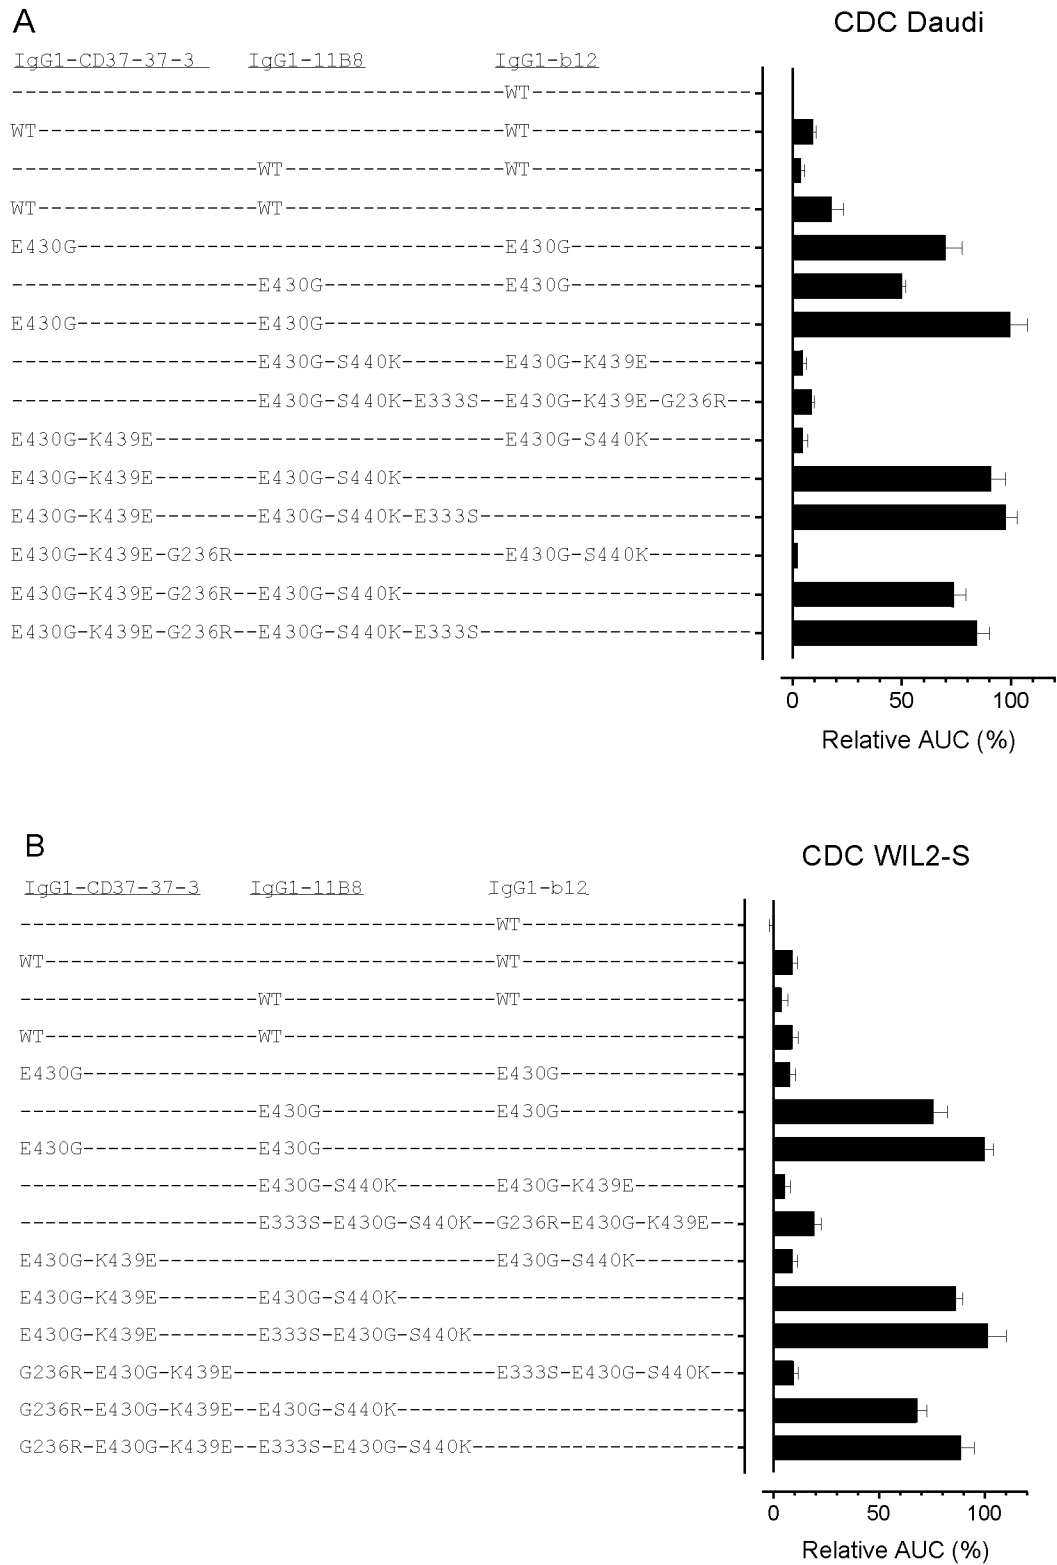 A
CDC Daudi
IgG1-CD37-37-3 IgG1-11B8 IgG1-b12
---------------------------------------WT-------------------
WT-------------------------------------WT-------------------
--------------------WT-----------------WT-------------------
WT------------------WT--------------------------------------
E430G----------------------------------E430G----------------
--------------------E430G--------------E430G----------------
E430G---------------E430G-----------------------------------
--------------------E430G-S440K--------E430G-K439E----------
--------------------E430G-S440K-E333S--E430G-K439E-G236R----
E430G-K439E----------------------------E430G-S440K----------
E430G-K439E---------E430G-S440K-----------------------------
E430G-K439E---------E430G-S440K-E333S-----------------------
E430G-K439E-G236R----------------------E430G-S440K----------
E430G-K439E-G236R--E430G-S440K------------------------------
E430G-K439E-G236R--E430G-S440K-E333S------------------------
0 50 100
Relative AUC (%)
B
CDC WIL2-S
IgG1-CD37-37-3 IgG1-11B8 IgG1-b12
---------------------------------------WT-------------------
WT-------------------------------------WT-------------------
--------------------WT-----------------WT-------------------
WT------------------WT--------------------------------------
E430G----------------------------------E430G----------------
--------------------E430G--------------E430G----------------
E430G---------------E430G-----------------------------------
--------------------E430G-S440K--------E430G-K439E----------
--------------------E333S-E430G-S440K--G236R-E430G-K439E----
E430G-K439E----------------------------E430G-S440K----------
E430G-K439E---------E430G-S440K-----------------------------
E430G-K439E---------E333S-E430G-S440K-----------------------
G236R-E430G-K439E----------------------E333S-E430G-S440K----
G236R-E430G-K439E--E430G-S440K------------------------------
G236R-E430G-K439E--E333S-E430G-S440K------------------------
0 50 100
Relative AUC (%)